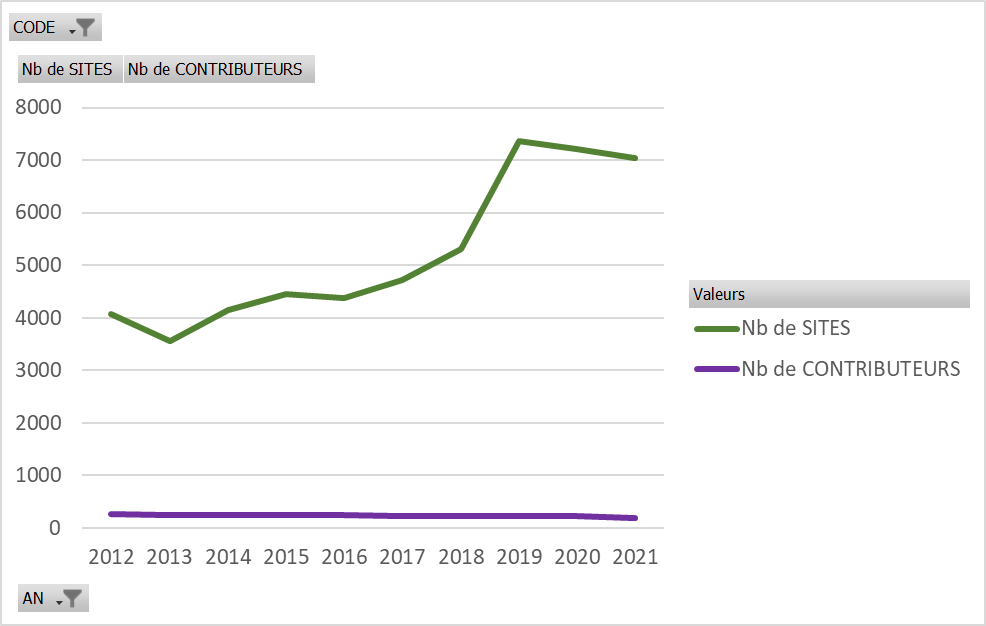 CODE
Nb de SITES Nb de CONTRIBUTEURS
8000
7000
6000
5000
4000
3000
2000
1000
0
2012 2013 2014 2015 2016 2017 2018 2019 2020 2021
Valeurs
Nb de SITES
Nb de CONTRIBUTEURS
AN